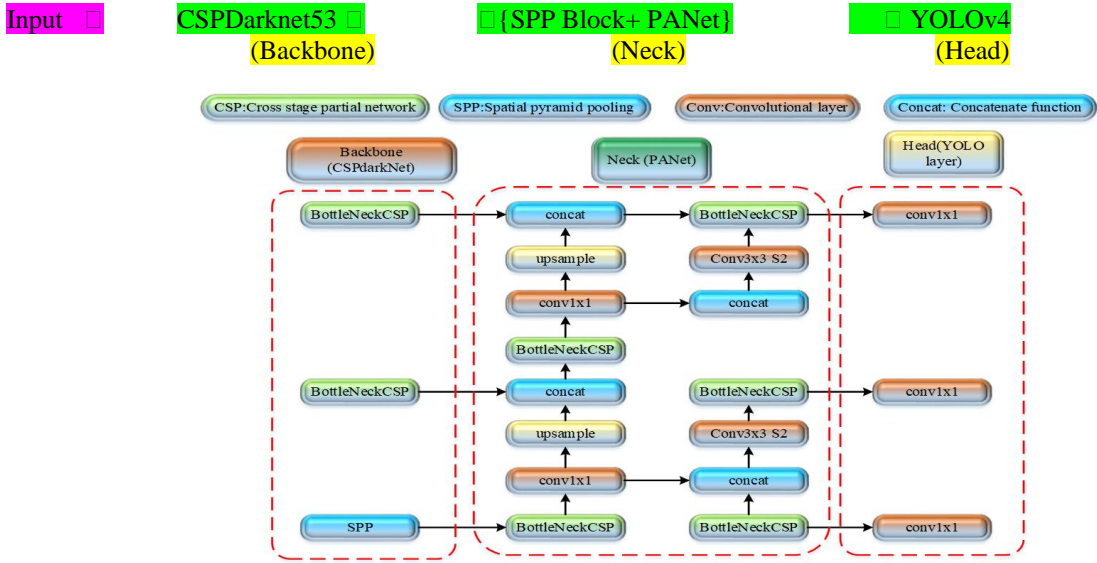 Input □ CSPDarknet53 □ □{SPP Block+ PANet} □ YOLOv4
(Backbone) (Neck) (Head)
CSP:Cross stage partial network SPP:Spatial pyramid pooling Conv:Convolutional layer Concat: Concatenate function
Backbone
(CSPdarkNet)
Neck (PANet)
Head(YOLO
layer)
BottleNeckCSP concat BottleNeckCSP conv1x1
upsample Conv3x3 S2
conv1x1 concat
BottleNeckCSP
BottleNeckCSP concat BottleNeckCSP conv1x1
upsample Conv3x3 S2
conv1x1 concat
SPP BottleNeckCSP BottleNeckCSP conv1x1